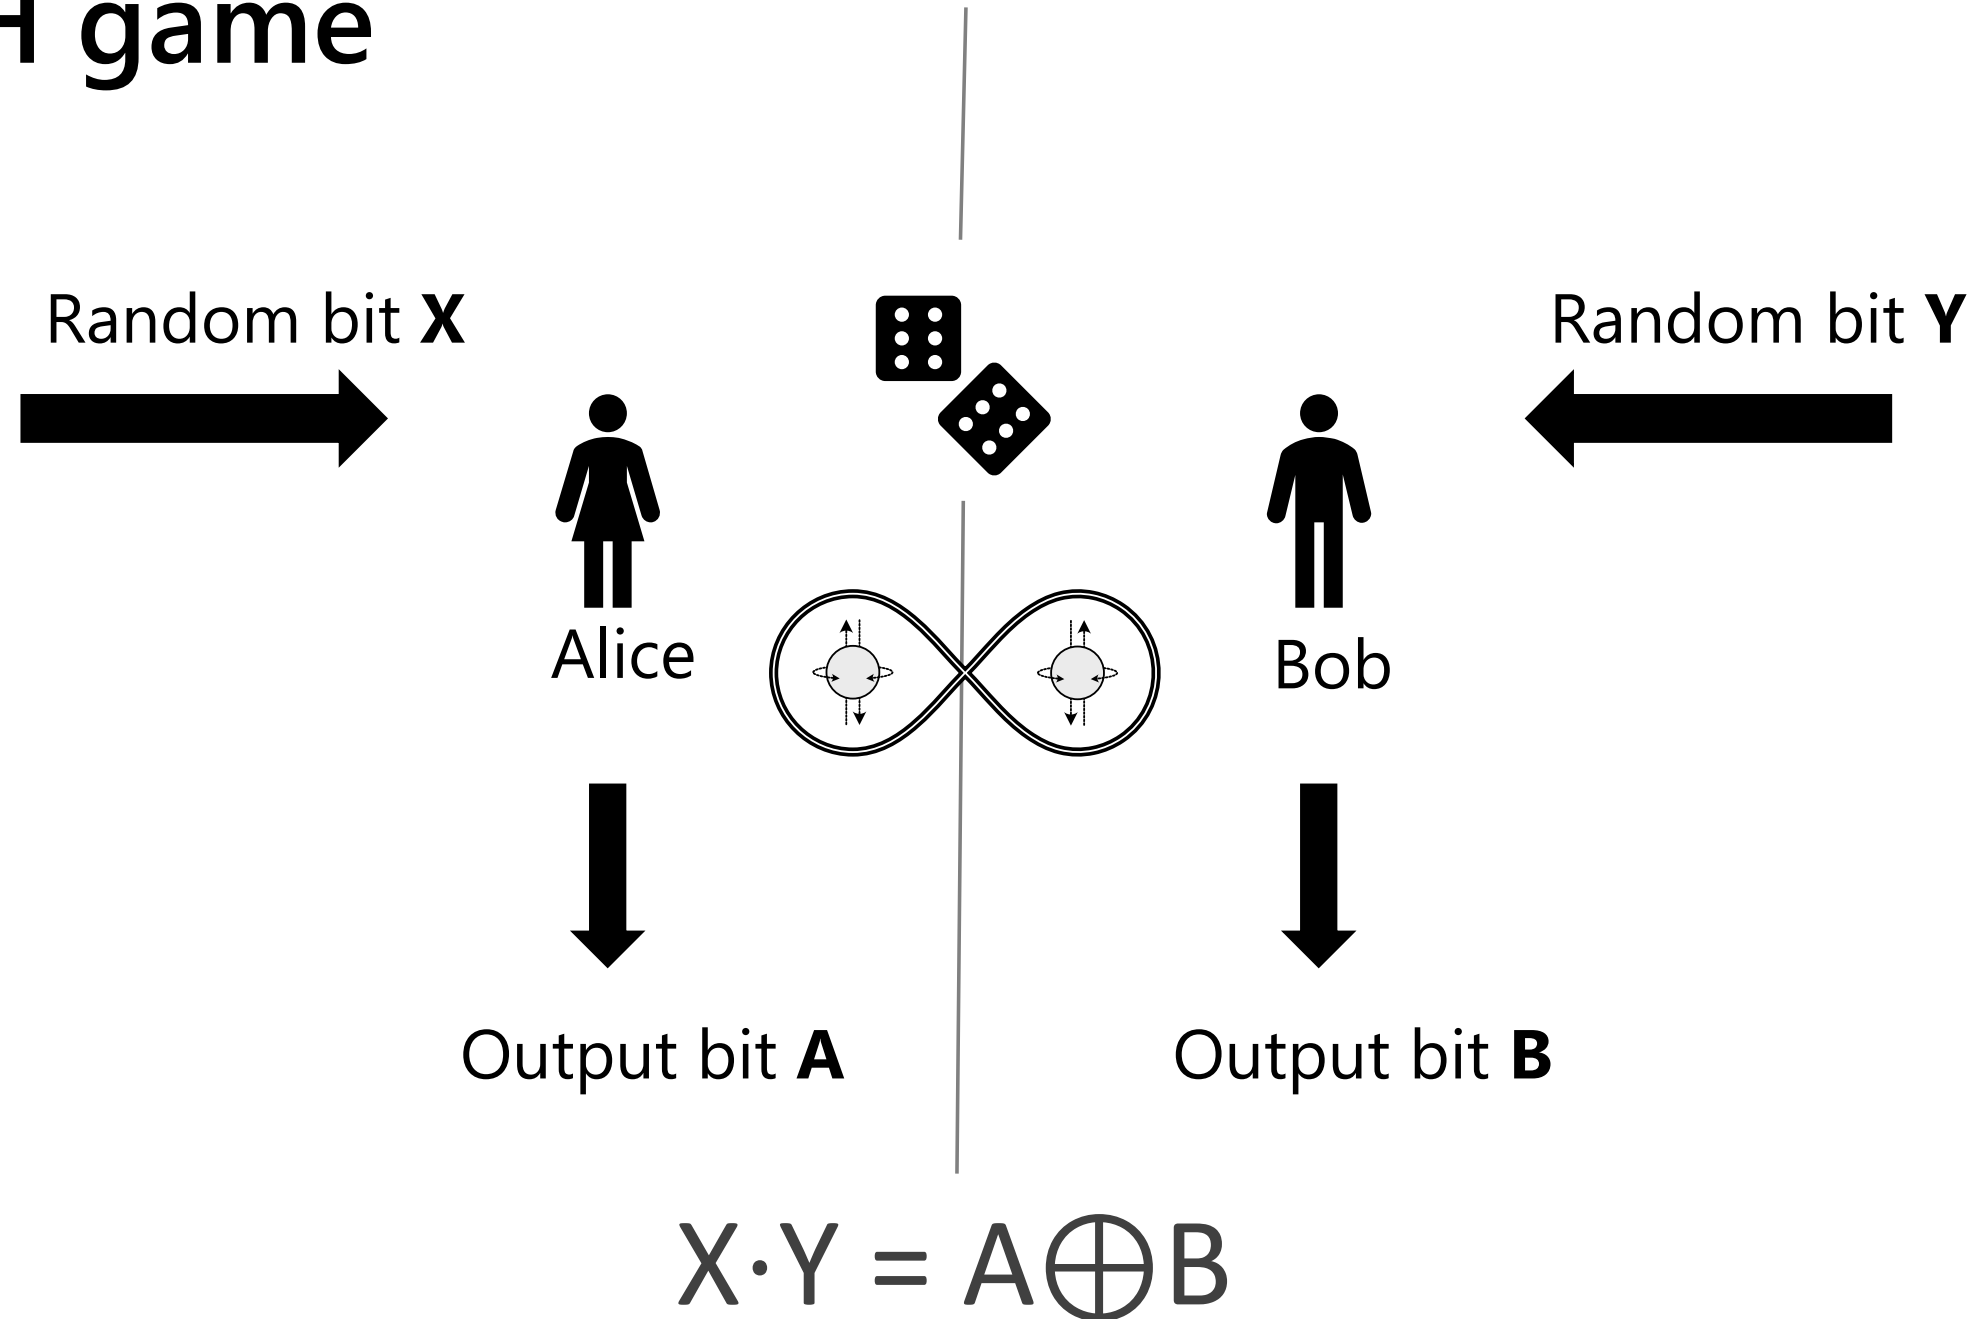 H game
Random bit X
Random bit Y
Alice
Bob
Output bit A
Output bit B
X·Y = A⊕B